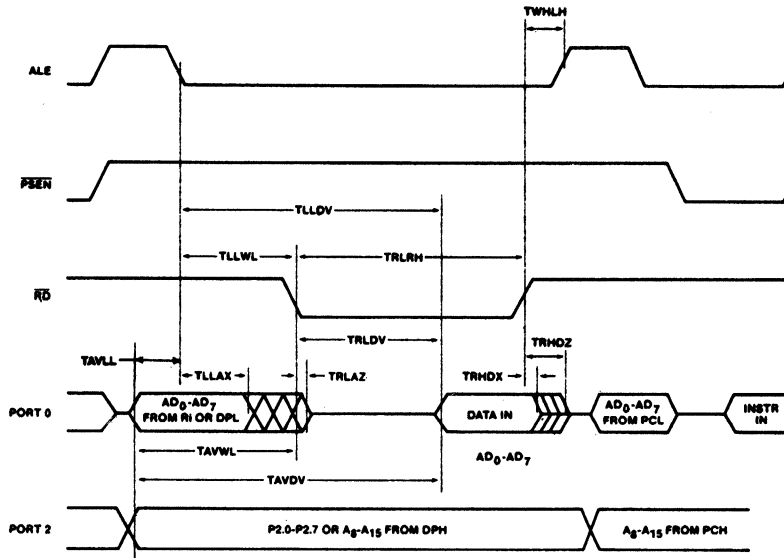 TWHLH
ALE
PSEN
TLLDV
TLLWL
TRLRH
RD
TRLDV
TAVLL
TRHDZ
TLLAX
TRLAZ
TRHDX
PORT 0
AD0-AD7
FROM Ri OR DPL
DATA IN
AD0-AD7
FROM PCL
INSTR
IN
TAVWL
AD0-AD7
TAVDV
PORT 2
P2.0-P2.7 OR A8-A15 FROM DPH
A8-A15 FROM PCH